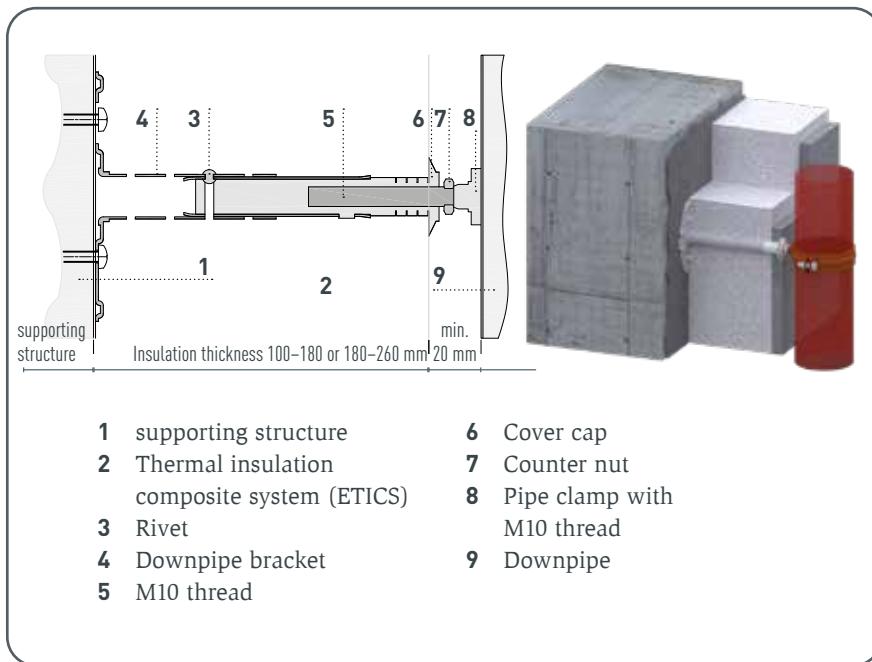 4 3 5 6 7 8
1 2 9
supporting min.
structure Insulation thickness 100–180 or 180–260 mm 20 mm
1 supporting structure
2 Thermal insulation
composite system (ETICS)
3 Rivet
4 Downpipe bracket
5 M10 thread
6 Cover cap
7 Counter nut
8 Pipe clamp with
M10 thread
9 Downpipe